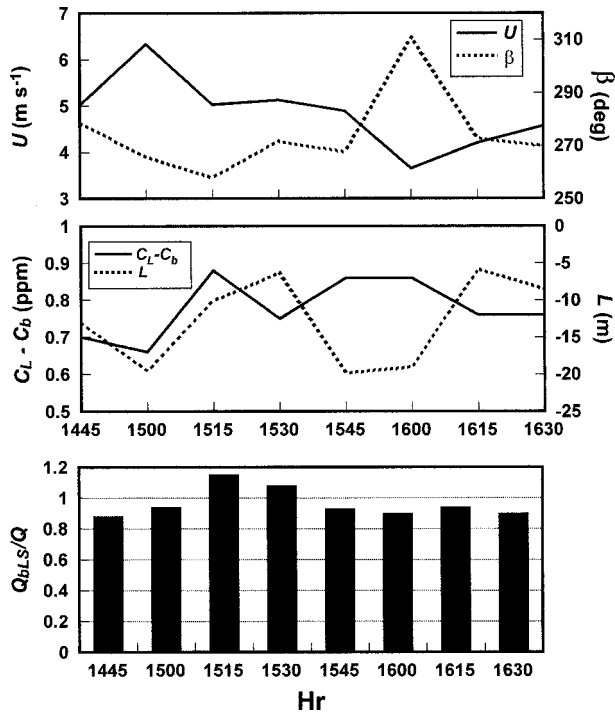 7
6
5
4
3
U (m s⁻¹)
U
β
310
290
270
250
β (deg)
1
0.9
0.8
0.7
0.6
0.5
C_L - C_b (ppm)
C_L-C_b
L
0
-5
-10
-15
-20
-25
L (m)
1445 1500 1515 1530 1545 1600 1615 1630
1.2
1
0.8
0.6
0.4
0.2
0
Q_bLS/Q
1445 1500 1515 1530 1545 1600 1615 1630
Hr